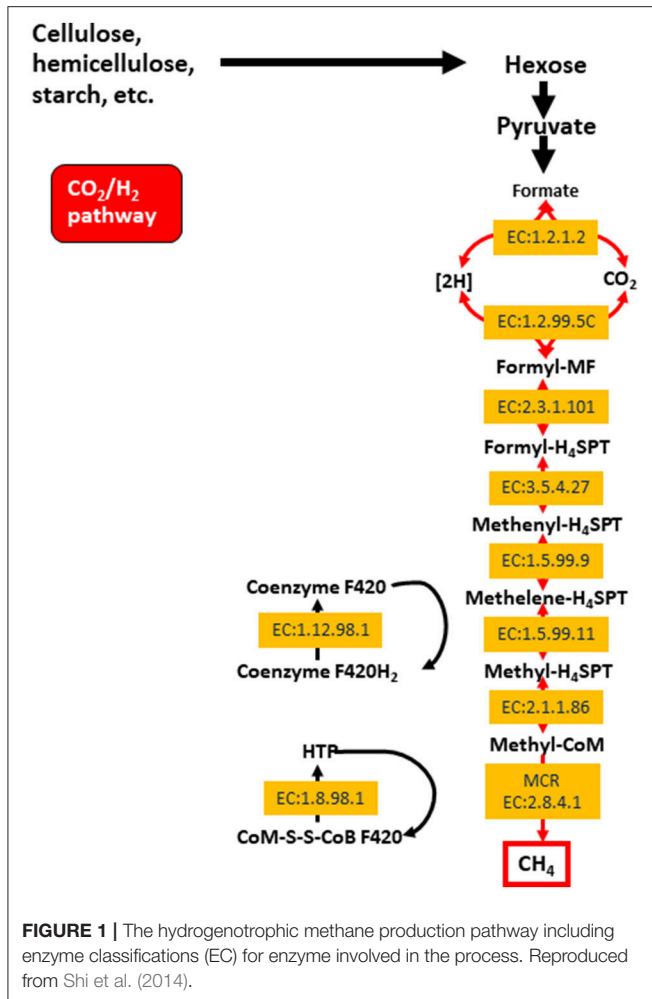 Cellulose,
hemicellulose,
starch, etc.
Hexose
Pyruvate
CO₂/H₂
pathway
Formate
EC:1.2.1.2
[2H]
CO₂
EC:1.2.99.5C
Formyl-MF
EC:2.3.1.101
Formyl-H₄SPT
EC:3.5.4.27
Methenyl-H₄SPT
EC:1.5.99.9
Coenzyme F420
Methelene-H₄SPT
EC:1.12.98.1
EC:1.5.99.11
Coenzyme F420H₂
Methyl-H₄SPT
EC:2.1.1.86
HTP
Methyl-CoM
EC:1.8.98.1
MCR
EC:2.8.4.1
CoM-S-S-CoB F420
CH₄
FIGURE 1 | The hydrogenotrophic methane production pathway including
enzyme classifications (EC) for enzyme involved in the process. Reproduced
from Shi et al. (2014).